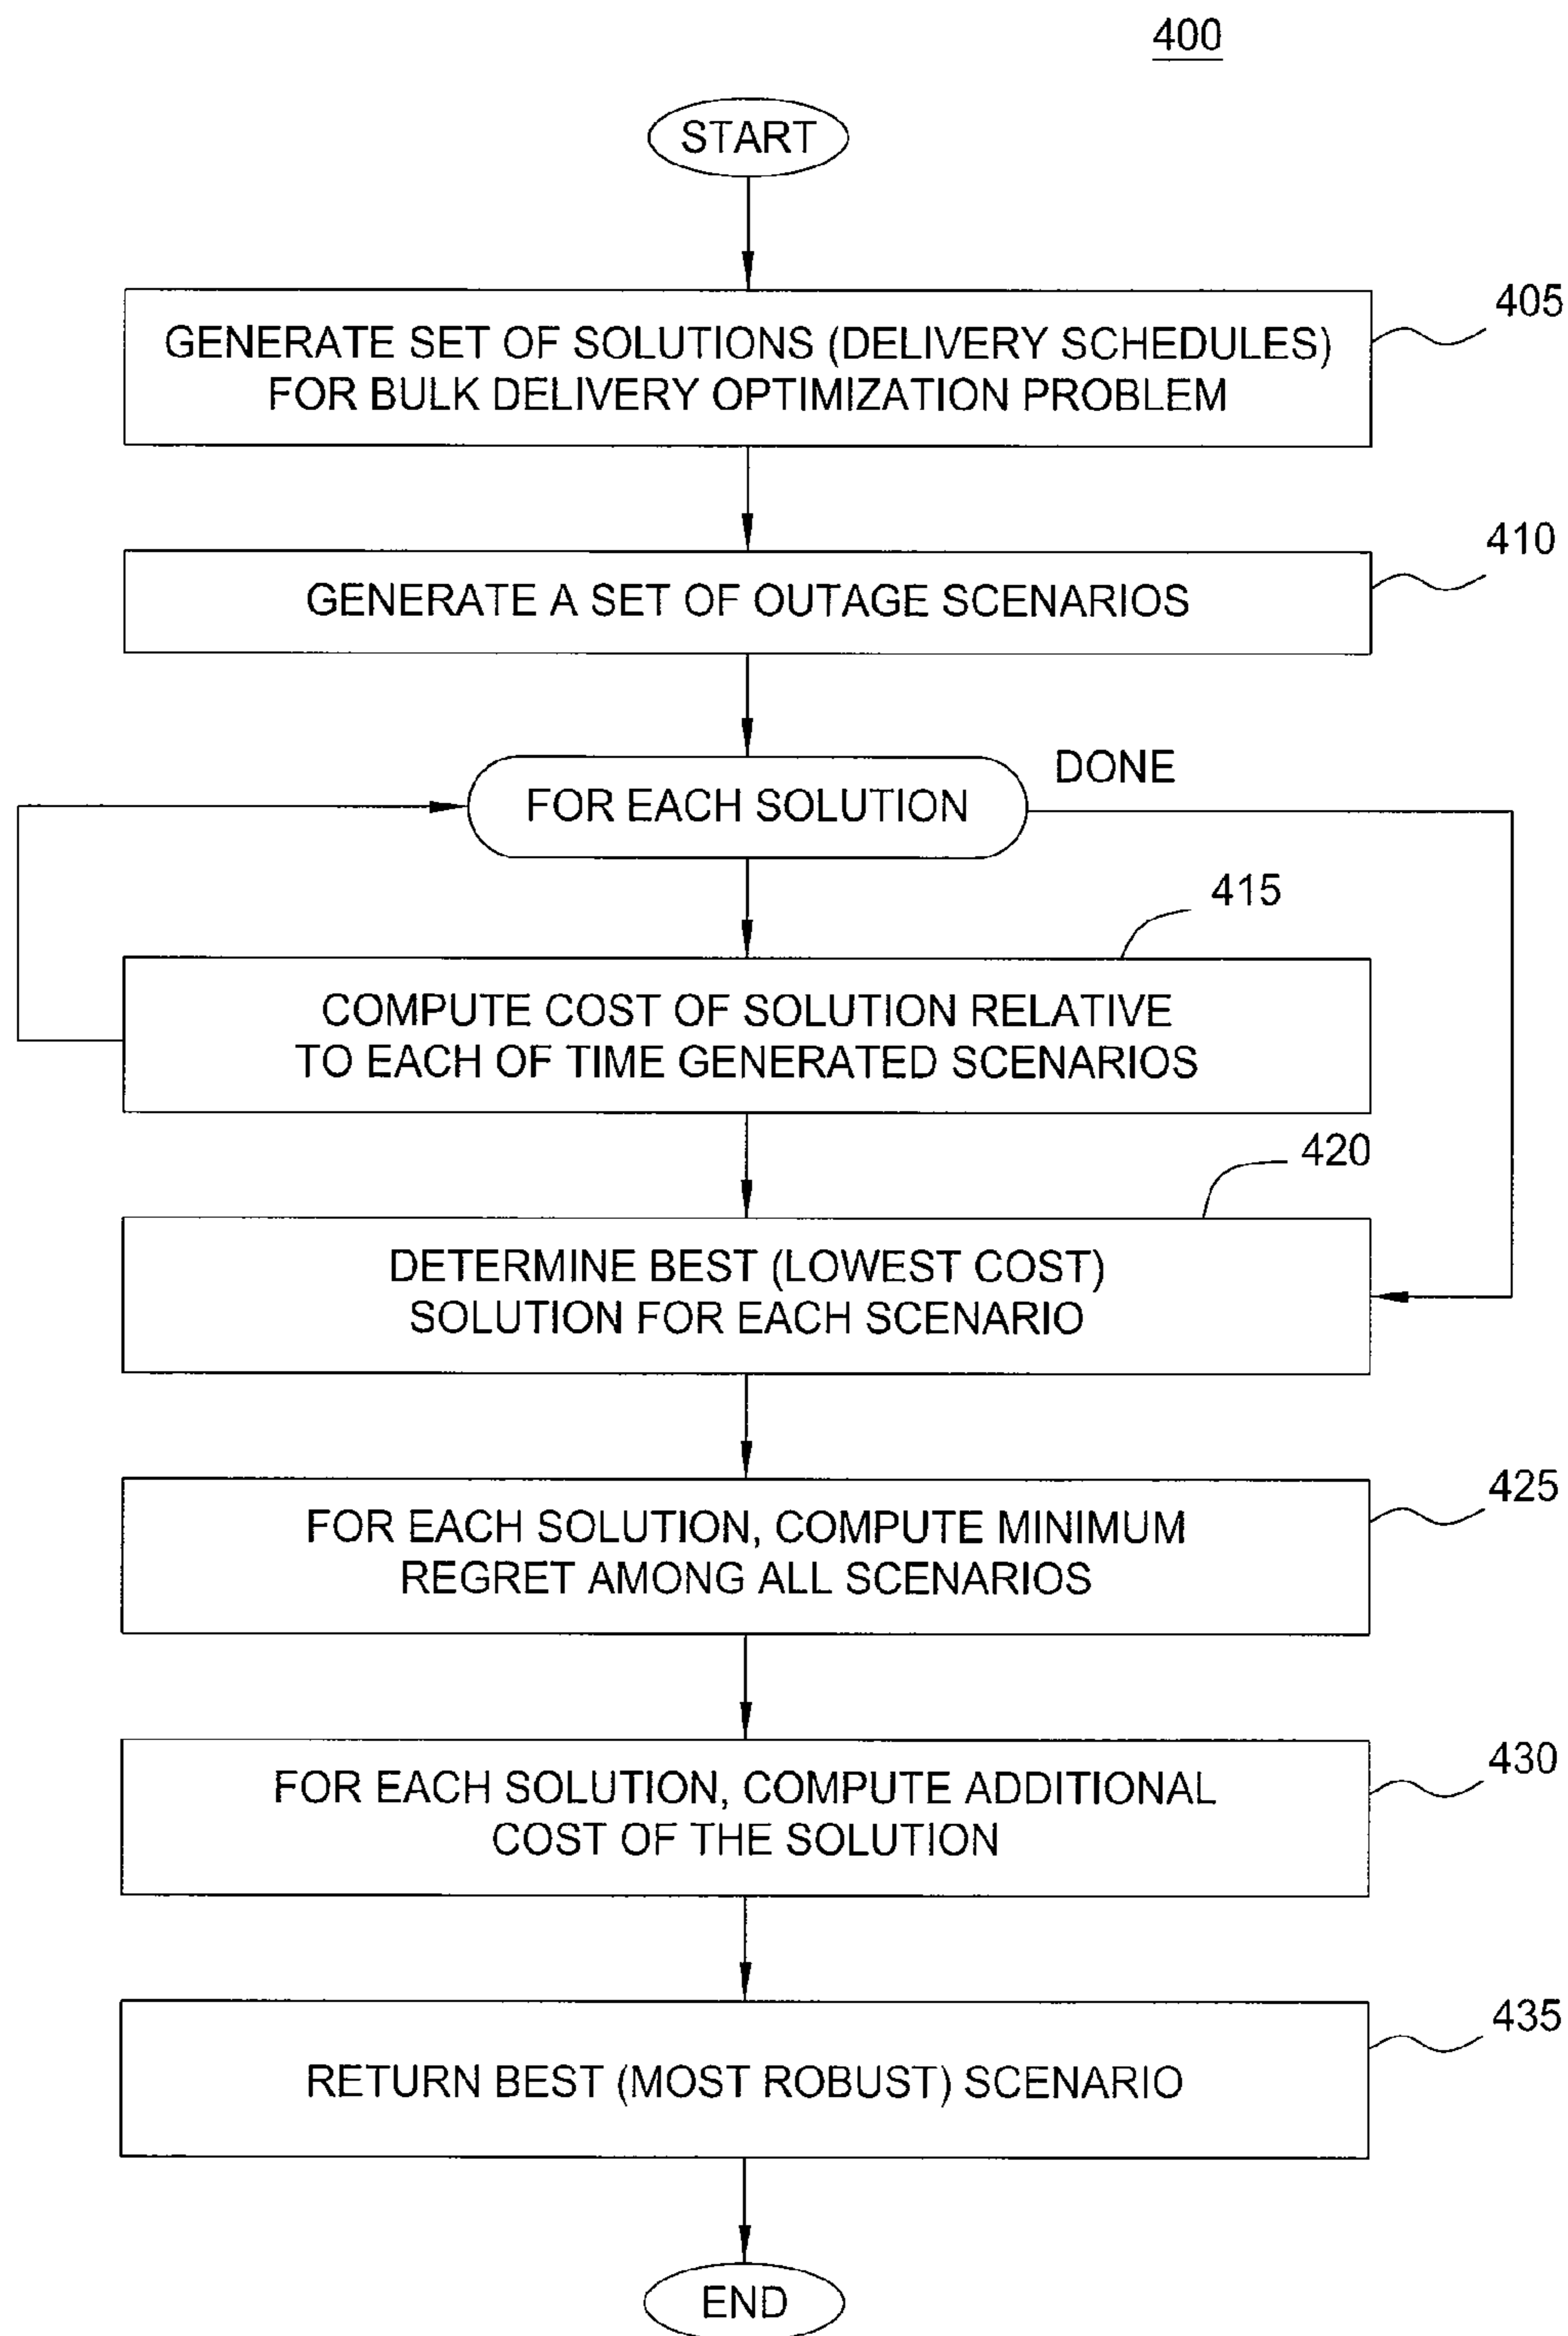 400
START
405
GENERATE SET OF SOLUTIONS (DELIVERY SCHEDULES)
FOR BULK DELIVERY OPTIMIZATION PROBLEM
410
GENERATE A SET OF OUTAGE SCENARIOS
DONE
FOR EACH SOLUTION
415
COMPUTE COST OF SOLUTION RELATIVE
TO EACH OF TIME GENERATED SCENARIOS
420
DETERMINE BEST (LOWEST COST)
SOLUTION FOR EACH SCENARIO
425
FOR EACH SOLUTION, COMPUTE MINIMUM
REGRET AMONG ALL SCENARIOS
430
FOR EACH SOLUTION, COMPUTE ADDITIONAL
COST OF THE SOLUTION
435
RETURN BEST (MOST ROBUST) SCENARIO
END